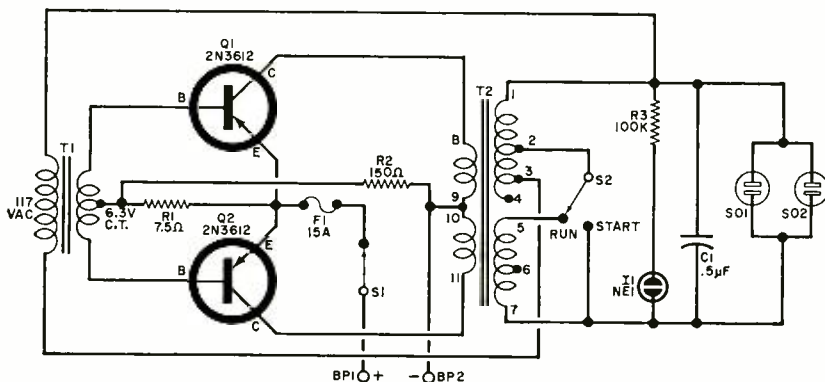 Q1
2N3612
C
B
E
T1
117
VAC
6.3V
C.T.
R1
7.5Ω
R2
150Ω
F1
15A
Q2
2N3612
E
B
C
S1
BP1 +
- BP2
T2
8
9
10
11
1
2
3
4
5
6
7
S2
RUN
START
R3
100K
I1
NE1
C1
.5µF
SO1
SO2